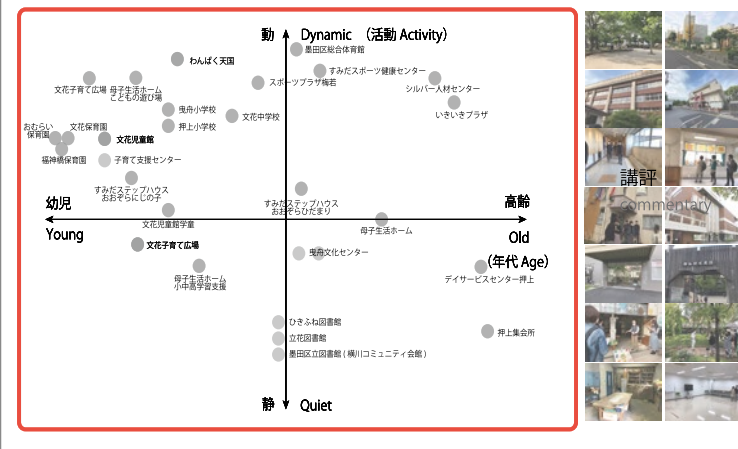 動 Dynamic （活動 Activity）
墨田区総合体育館
わんぱく天国
すみだスポーツ健康センター
文花子育て広場
母子生活ホーム
こどもの遊び場
スポーツプラザ梅若
シルバー人材センター
いきいきプラザ
曳舟小学校
文花中学校
押上小学校
おむらい
保育園
文花保育園
文花児童館
福神橋保育園
子育て支援センター
すみだステップハウス
おおぞらにじの子
すみだステップハウス
おおぞらひだまり
幼児
高齢
文花児童館学童
母子生活ホーム
Young
Old
文花子育て広場
曳舟文化センター
（年代 Age）
母子生活ホーム
小中高学習支援
デイサービスセンター押上
ひきふね図書館
立花図書館
押上集会所
墨田区立図書館 ( 横川コミュニティ会館 )
静 Quiet
講評
commentary